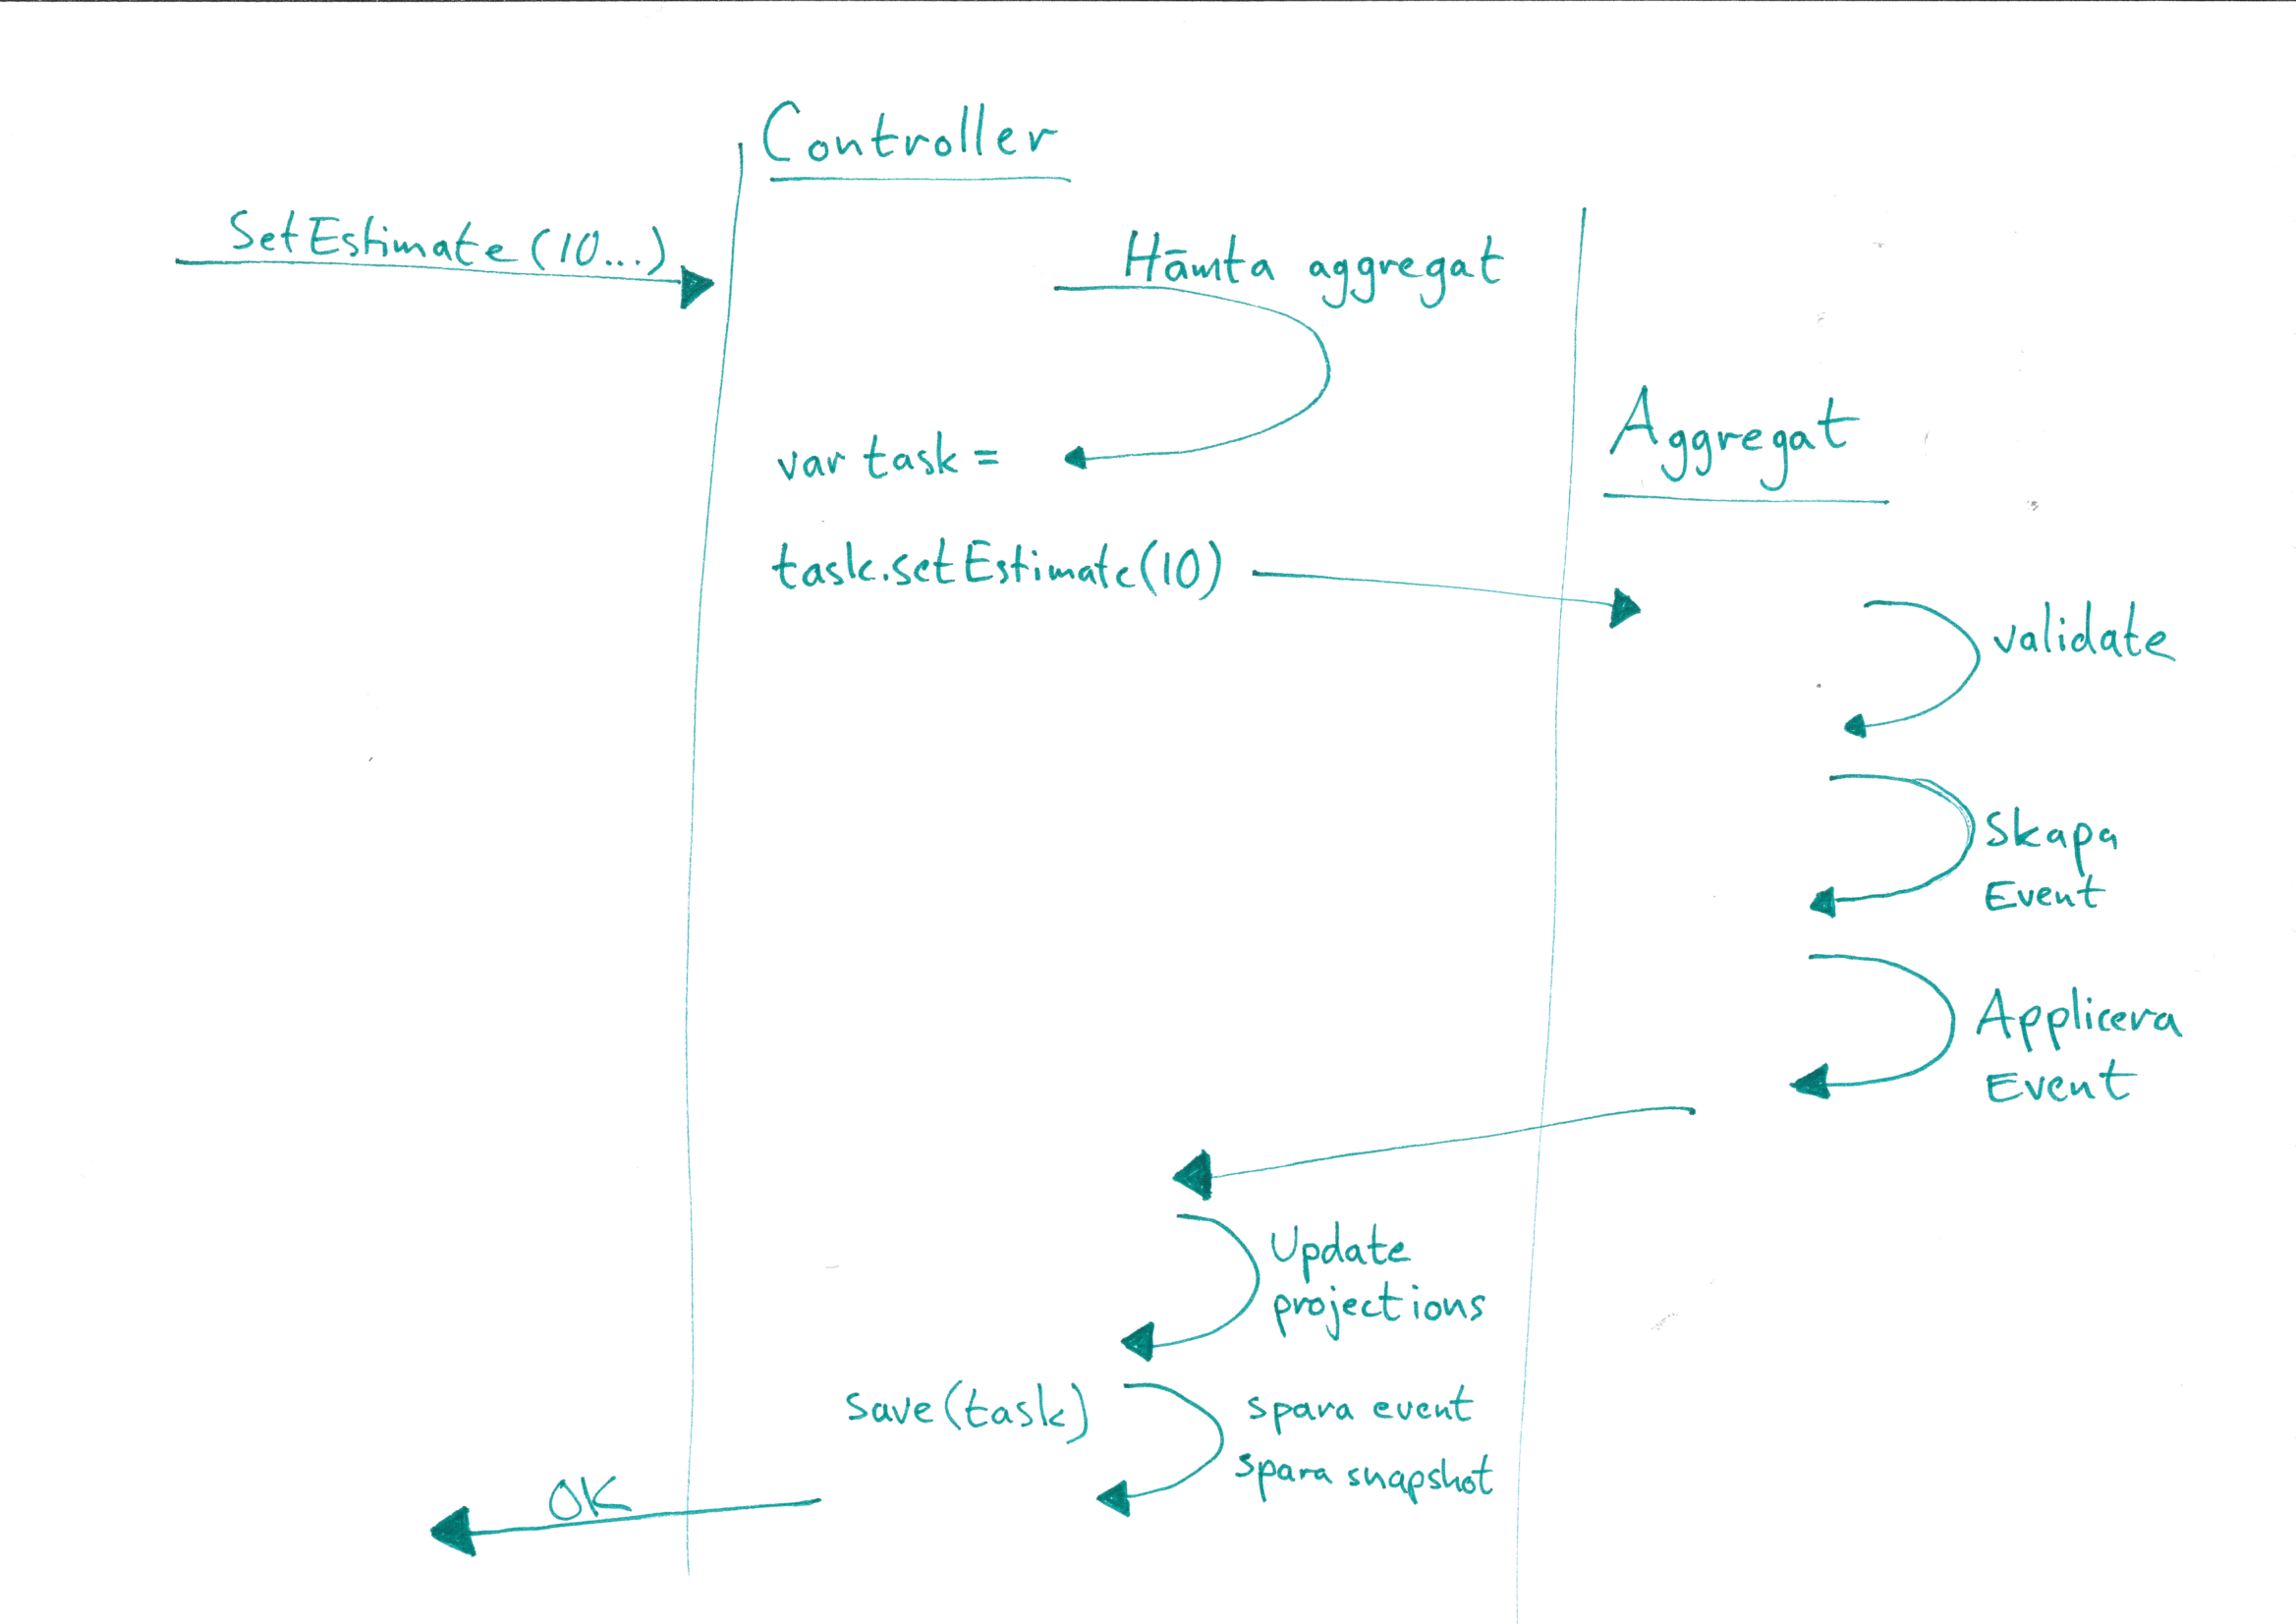 Controller
SetEstimate(10...)
Hämta aggregat
var task =
Aggregat
task.setEstimate(10)
validate
Skapa
Event
Applicera
Event
Update
projections
save(task)
spara event
spara snapshot
OK